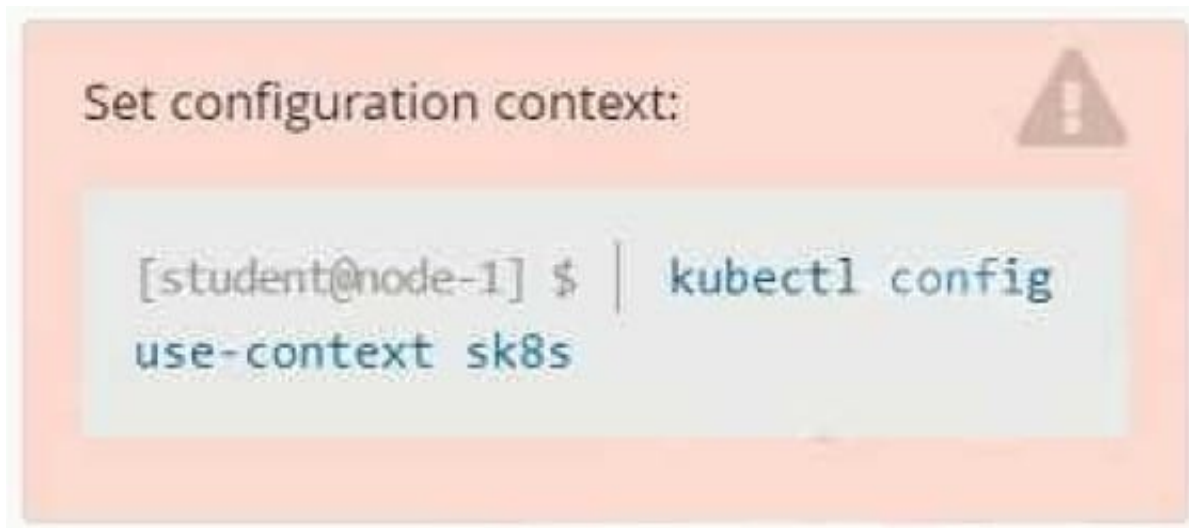 Set configuration context:
[student@node-1] $ | kubectl config
use-context sk8s